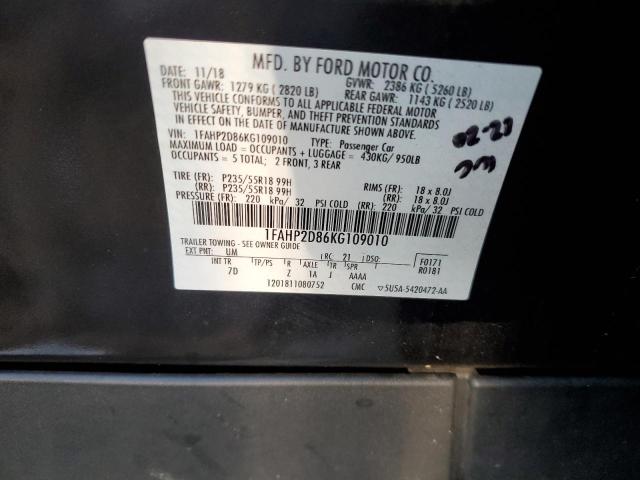 MFD. BY FORD MOTOR CO.
DATE: 11/18 GVWR: 2386 KG ( 5260 LB)
FRONT GAWR: 1279 KG ( 2820 LB) REAR GAWR: 1143 KG ( 2520 LB)
THIS VEHICLE CONFORMS TO ALL APPLICABLE FEDERAL MOTOR
VEHICLE SAFETY, BUMPER, AND THEFT PREVENTION STANDARDS
IN EFFECT ON THE DATE OF MANUFACTURE SHOWN ABOVE.
VIN: 1FAHP2D86KG109010 TYPE: Passenger Car
MAXIMUM LOAD = OCCUPANTS + LUGGAGE = 430KG/ 950LB
OCCUPANTS = 5 TOTAL; 2 FRONT, 3 REAR
TIRE (FR): P235/55R18 99H RIMS (FR): 18 x 8.0J
(RR): P235/55R18 99H (RR): 18 x 8.0J
PRESSURE (FR): 220 kPa/ 32 PSI COLD (RR): 220 kPa/ 32 PSI COLD
1FAHP2D86KG109010
TRAILER TOWING - SEE OWNER GUIDE
EXT PNT: UM RC: 21 DSO: F0171
INT TR TP/PS R AXLE TR SPR R0181
7D Z 1A J AAAA
1201811080752 CMC ▽5U5A-5420472-AA